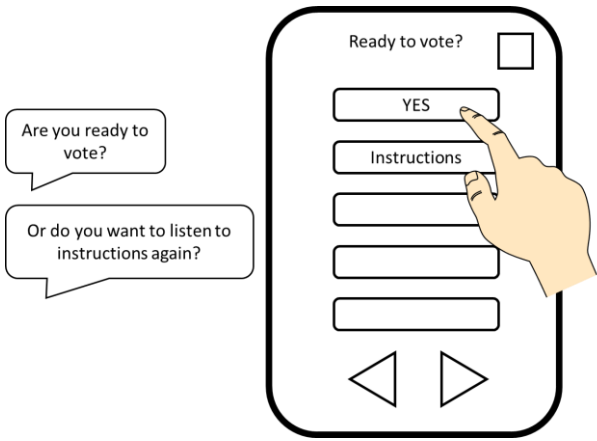 Ready to vote?
YES
Instructions
Are you ready to
vote?
Or do you want to listen to
instructions again?